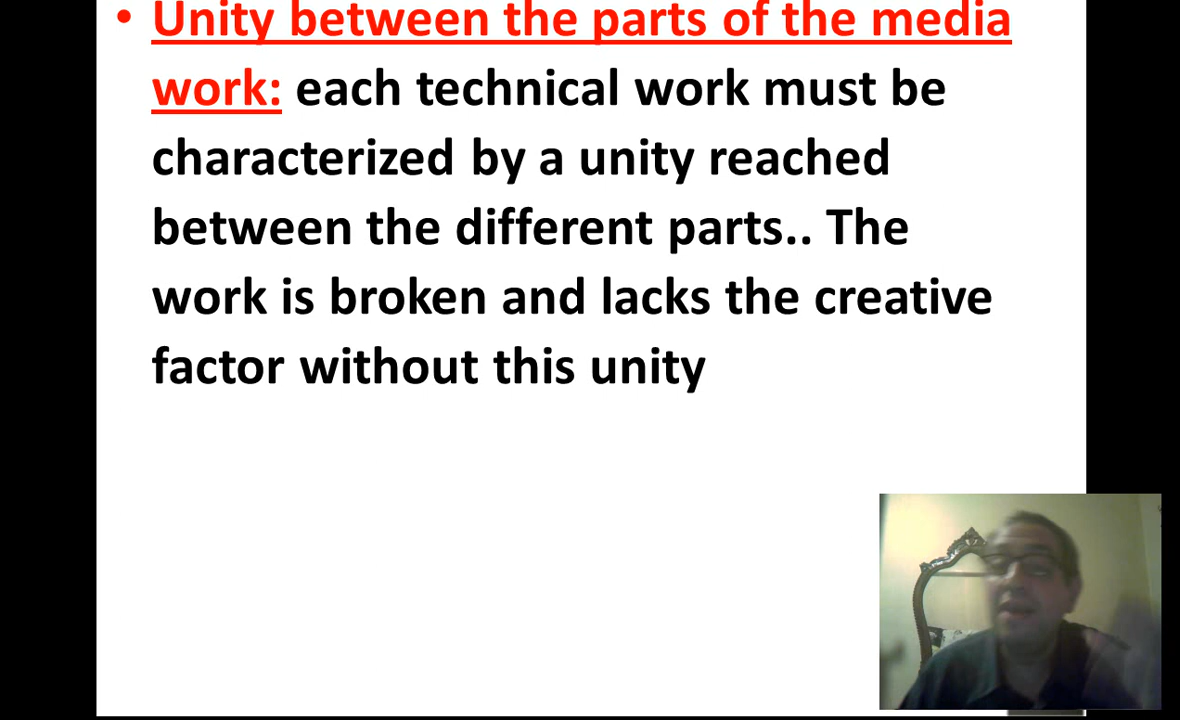 • Unity between the parts of the media
work: each technical work must be
characterized by a unity reached
between the different parts.. The
work is broken and lacks the creative
factor without this unity